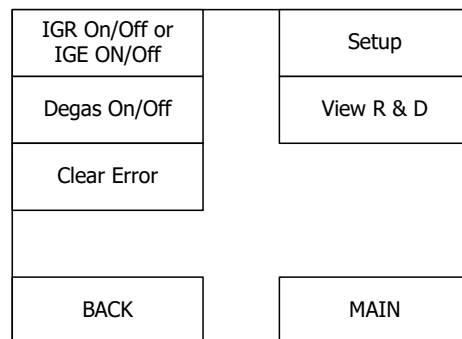 IGR On/Off or
IGE ON/Off
Setup
Degas On/Off
View R & D
Clear Error
BACK
MAIN